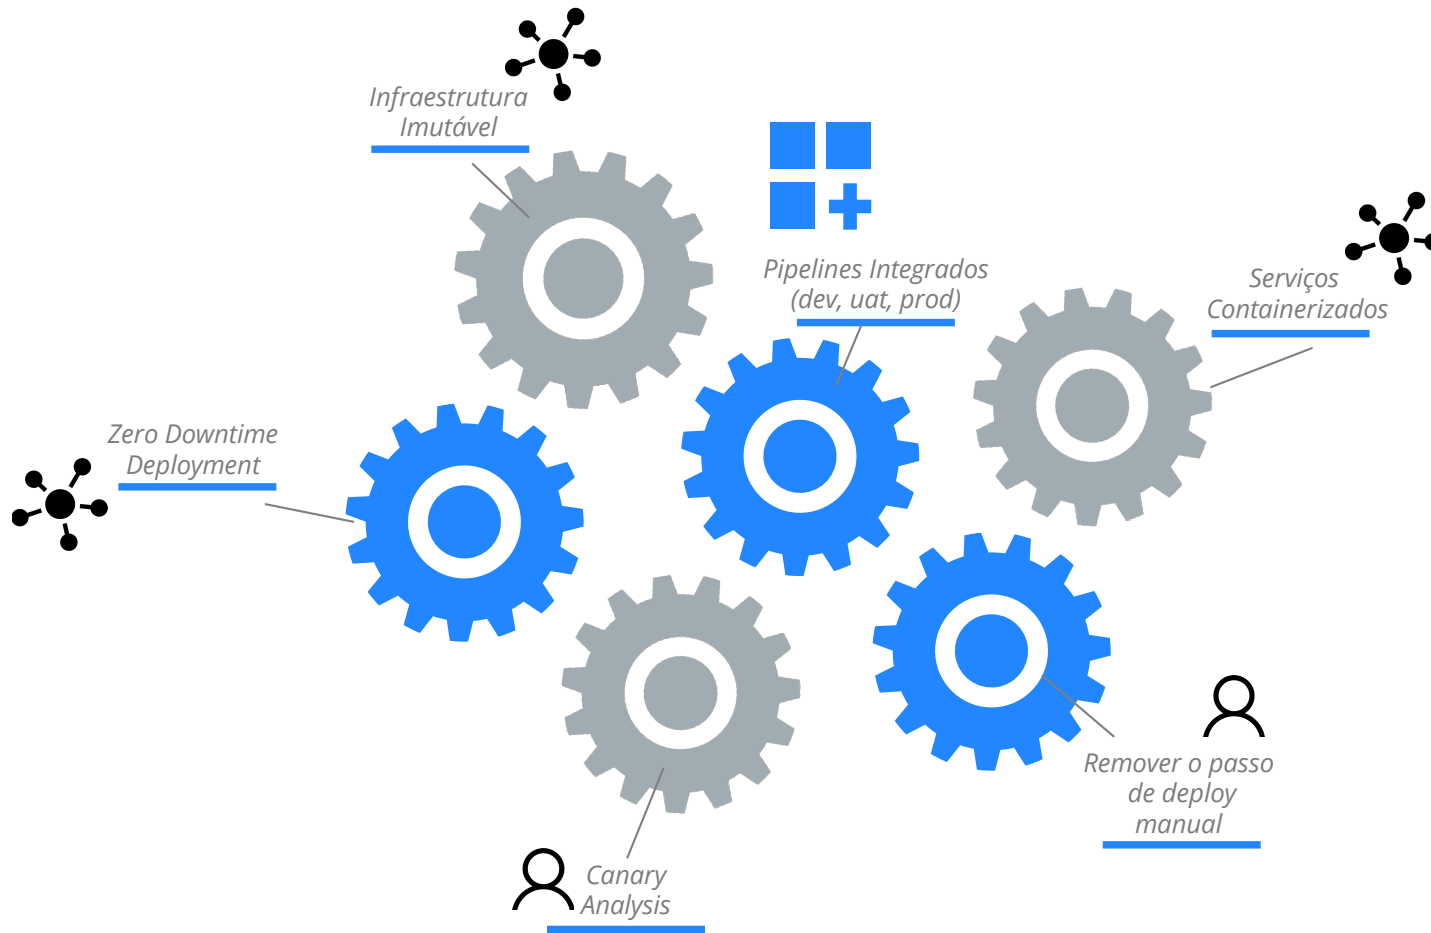 Infraestrutura
Imutável
Pipelines Integrados
(dev, uat, prod)
Serviços
Containerizados
Zero Downtime
Deployment
Remover o passo
de deploy
manual
Canary
Analysis